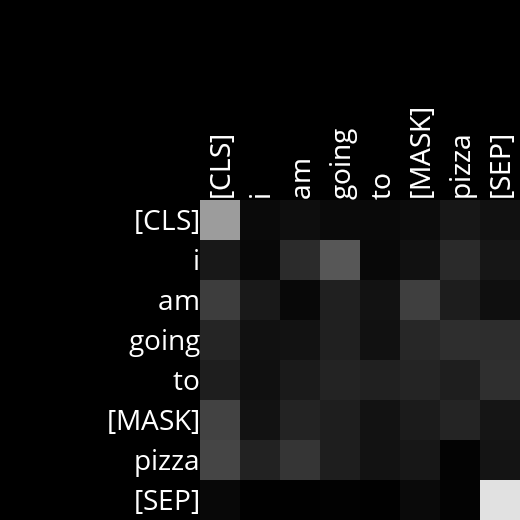 [CLS] i am going to [MASK] pizza [SEP]
[CLS]
i
am
going
to
[MASK]
pizza
[SEP]